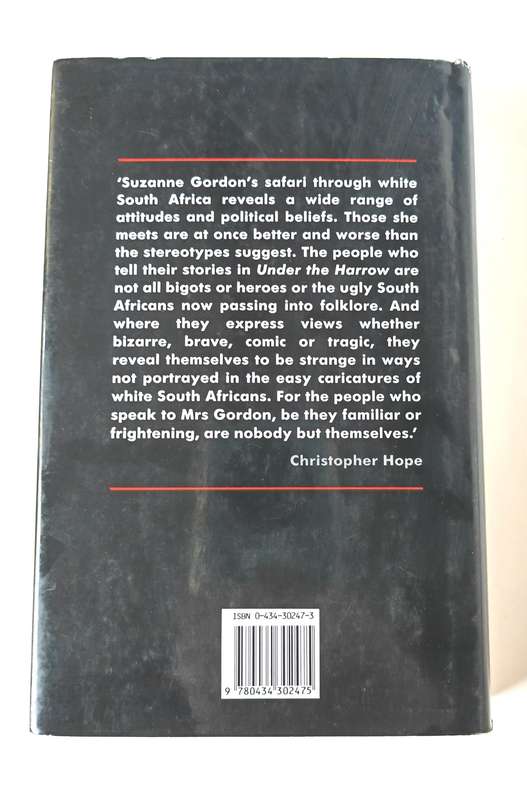 ‘Suzanne Gordon’s safari through white
South Africa reveals a wide range of
attitudes and political beliefs. Those she
meets are at once better and worse than
the stereotypes suggest. The people who
tell their stories in Under the Harrow are
not all bigots or heroes or the ugly South
Africans now passing into folklore. And
where they express views whether
bizarre, brave, comic or tragic, they
reveal themselves to be strange in ways
not portrayed in the easy caricatures of
white South Africans. For the people who
speak to Mrs Gordon, be they familiar or
frightening, are nobody but themselves.’
Christopher Hope
ISBN 0-434-30247-3
9 780434 302475